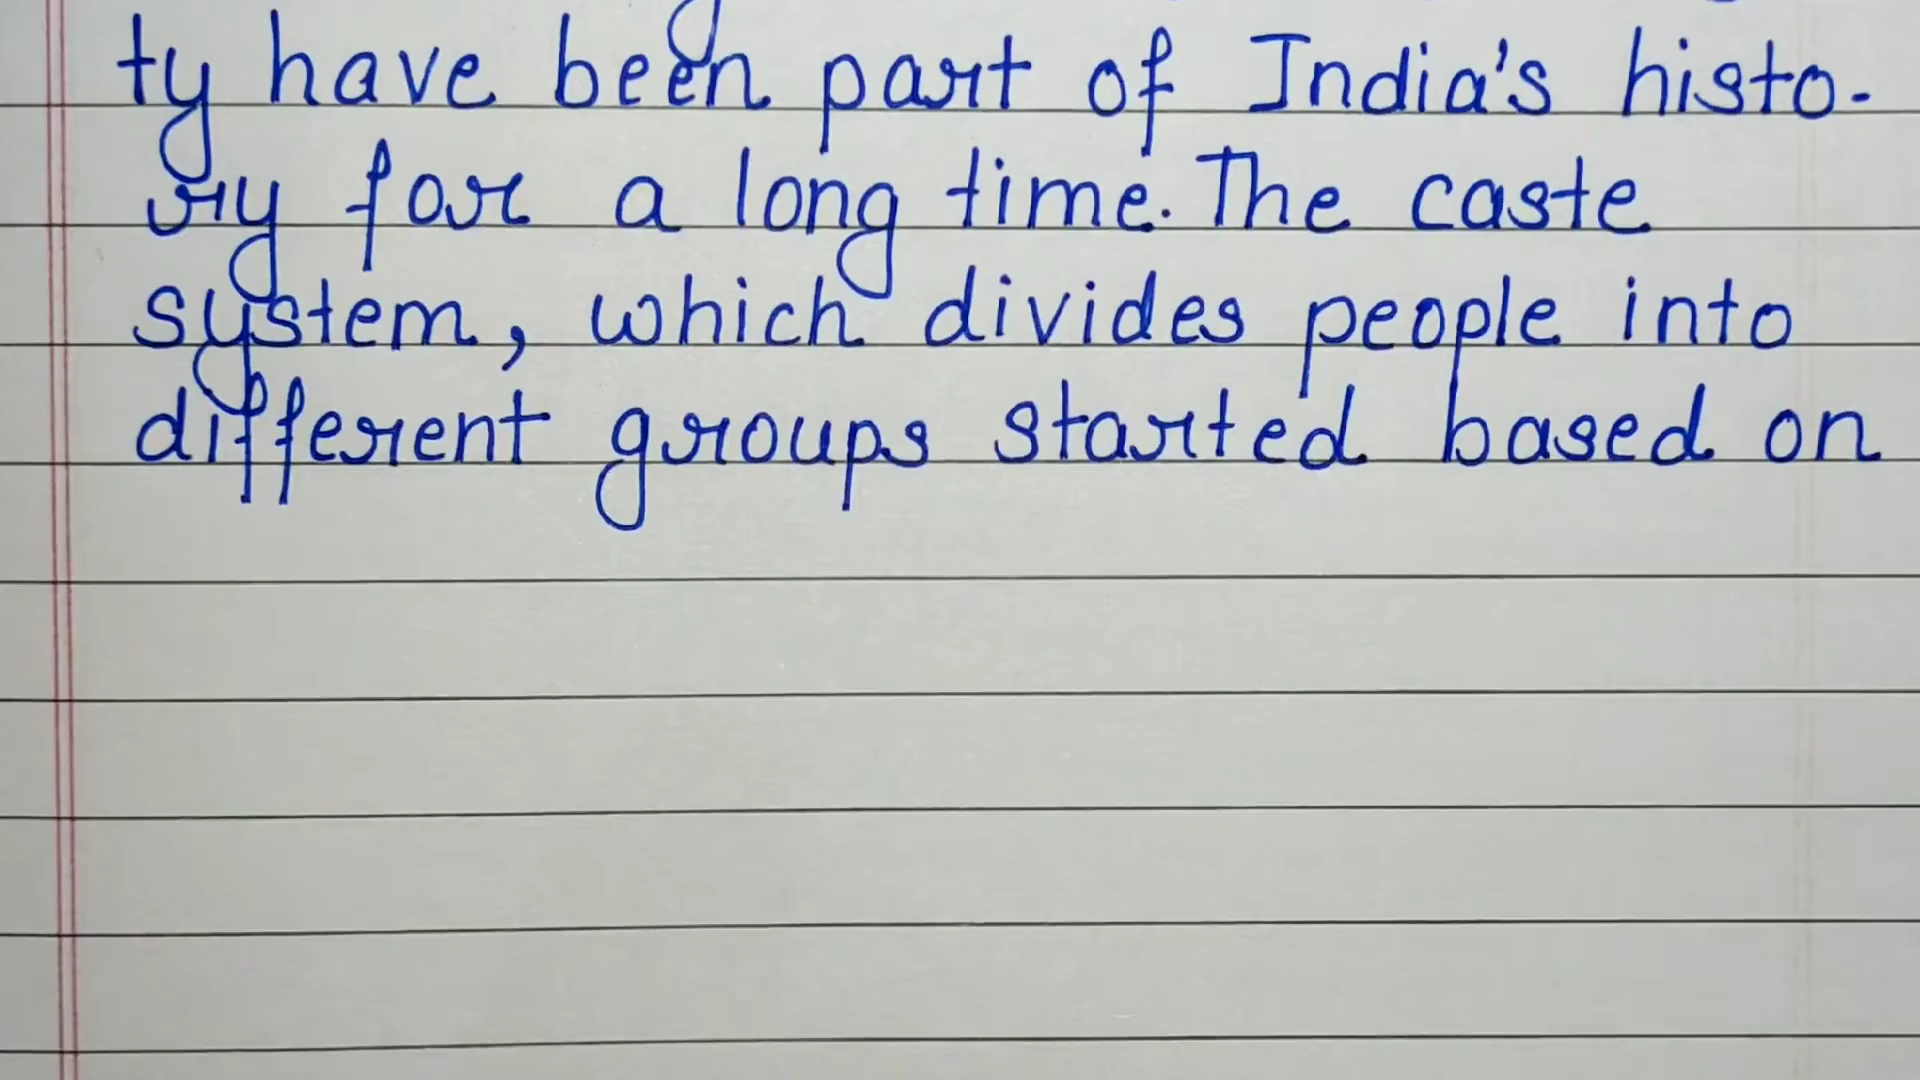 ty have been part of India's histo-
ry for a long time. The caste
system, which divides people into
different groups started based on